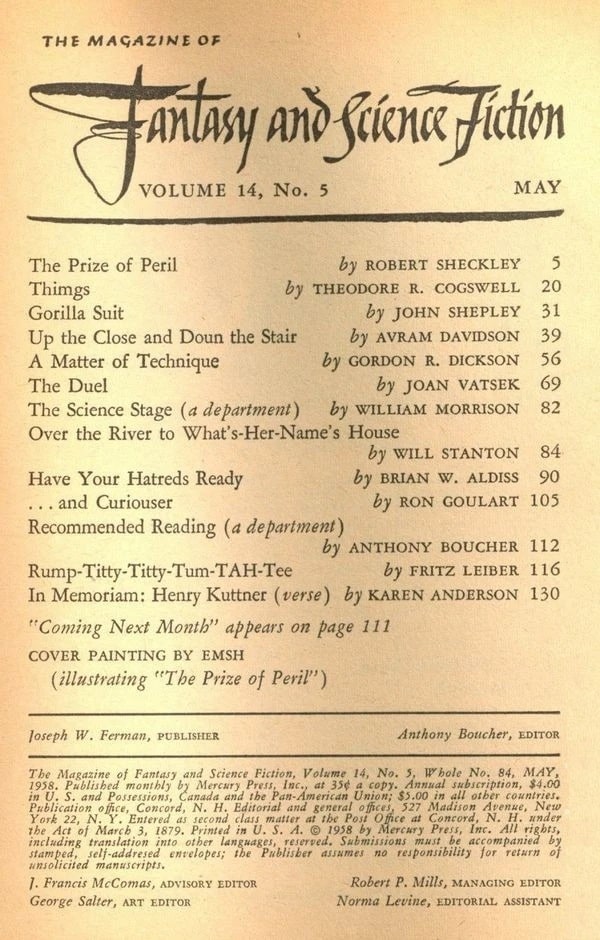 THE MAGAZINE OF
Fantasy and Science Fiction
VOLUME 14, No. 5 MAY
The Prize of Peril by ROBERT SHECKLEY 5
Thimgs by THEODORE R. COGSWELL 20
Gorilla Suit by JOHN SHEPLEY 31
Up the Close and Doun the Stair by AVRAM DAVIDSON 39
A Matter of Technique by GORDON R. DICKSON 56
The Duel by JOAN VATSEK 69
The Science Stage (a department) by WILLIAM MORRISON 82
Over the River to What's-Her-Name's House
by WILL STANTON 84
Have Your Hatreds Ready by BRIAN W. ALDISS 90
. . . and Curiouser by RON GOULART 105
Recommended Reading (a department)
by ANTHONY BOUCHER 112
Rump-Titty-Titty-Tum-TAH-Tee by FRITZ LEIBER 116
In Memoriam: Henry Kuttner (verse) by KAREN ANDERSON 130
"Coming Next Month" appears on page 111
COVER PAINTING BY EMSH
(illustrating "The Prize of Peril")
Joseph W. Ferman, PUBLISHER Anthony Boucher, EDITOR
The Magazine of Fantasy and Science Fiction, Volume 14, No. 5, Whole No. 84, MAY,
1958. Published monthly by Mercury Press, Inc., at 35¢ a copy. Annual subscription, $4.00
in U. S. and Possessions, Canada and the Pan-American Union; $5.00 in all other countries.
Publication office, Concord, N. H. Editorial and general offices, 527 Madison Avenue, New
York 22, N. Y. Entered as second class matter at the Post Office at Concord, N. H. under
the Act of March 3, 1879. Printed in U. S. A. © 1958 by Mercury Press, Inc. All rights,
including translation into other languages, reserved. Submissions must be accompanied by
stamped, self-addresed envelopes; the Publisher assumes no responsibility for return of
unsolicited manuscripts.
J. Francis McComas, ADVISORY EDITOR Robert P. Mills, MANAGING EDITOR
George Salter, ART EDITOR Norma Levine, EDITORIAL ASSISTANT